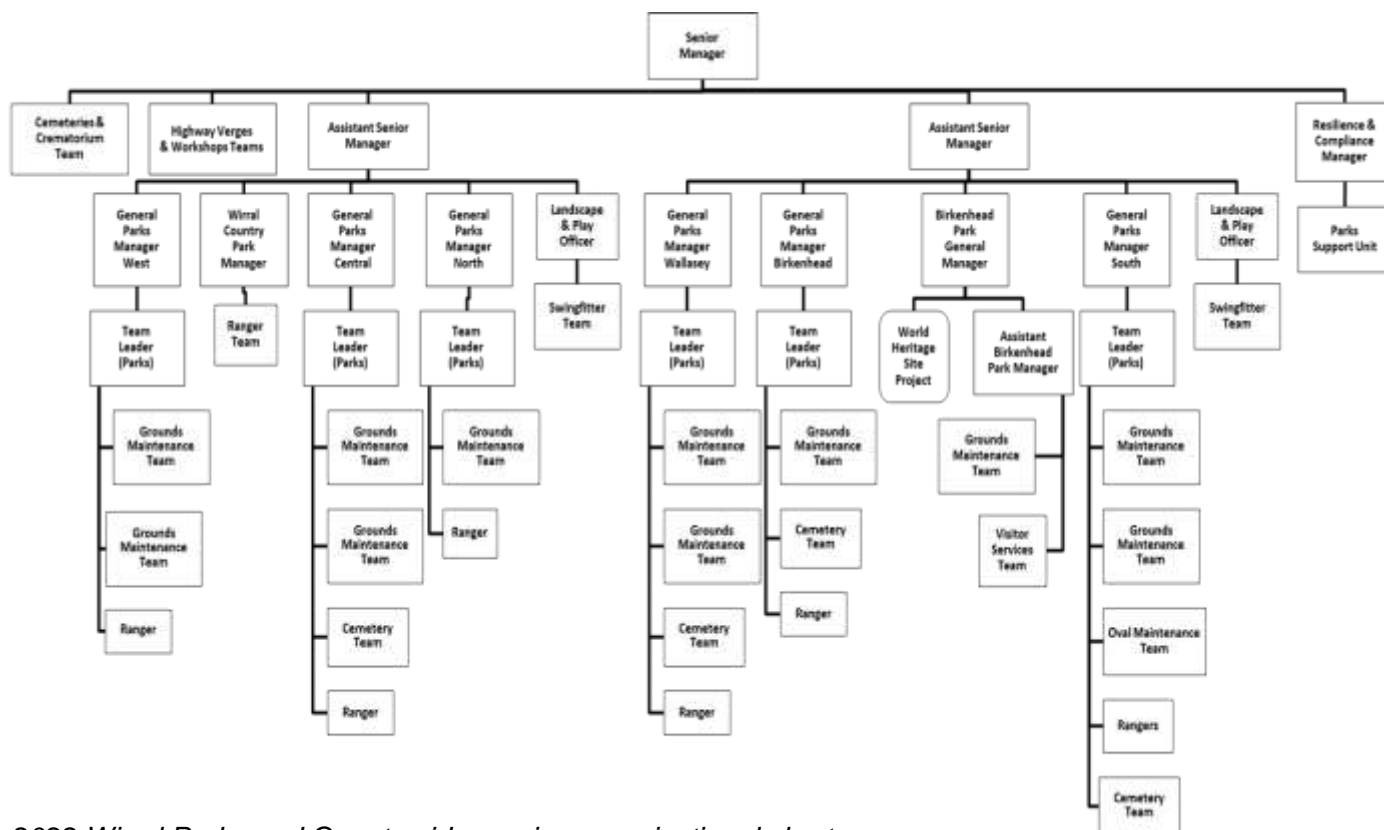 Senior
Manager
Cemeteries &
Crematorium
Team
Highway Verges
& Workshops Teams
Assistant Senior
Manager
Assistant Senior
Manager
Resilience &
Compliance
Manager
General
Parks
Manager
West
Wirral
Country
Park
Manager
General
Parks
Manager
Central
General
Parks
Manager
North
Landscape
& Play
Officer
General
Parks
Manager
Wallasey
General
Parks
Manager
Birkenhead
Birkenhead
Park
General
Manager
General
Parks
Manager
South
Landscape
& Play
Officer
Parks
Support Unit
Team
Leader
(Parks)
Ranger
Team
Team
Leader
(Parks)
Team
Leader
(Parks)
Swingfitter
Team
Team
Leader
(Parks)
Team
Leader
(Parks)
World
Heritage
Site
Project
Assistant
Birkenhead
Park Manager
Team
Leader
(Parks)
Swingfitter
Team
Grounds
Maintenance
Team
Grounds
Maintenance
Team
Grounds
Maintenance
Team
Grounds
Maintenance
Team
Grounds
Maintenance
Team
Grounds
Maintenance
Team
Grounds
Maintenance
Team
Grounds
Maintenance
Team
Grounds
Maintenance
Team
Ranger
Grounds
Maintenance
Team
Cemetery
Team
Visitor
Services
Team
Grounds
Maintenance
Team
Ranger
Cemetery
Team
Cemetery
Team
Ranger
Oval Maintenance
Team
Ranger
Ranger
Rangers
Cemetery
Team